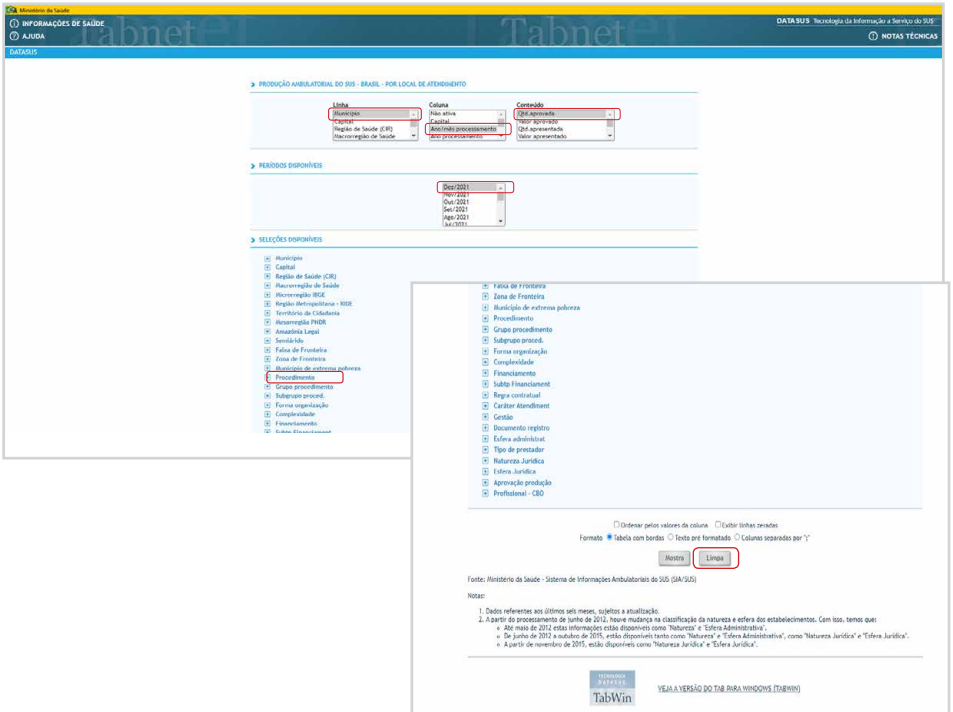 Ministério da Saúde
INFORMAÇÕES DE SAÚDE
AJUDA
Tabnet
Tabnet
DATASUS Tecnologia da Informação a Serviço do SUS
NOTAS TÉCNICAS
DATASUS
PRODUÇÃO AMBULATORIAL DO SUS - BRASIL - POR LOCAL DE ATENDIMENTO
Linha
Município
Capital
Região de Saúde (CIR)
Macrorregião de Saúde
Coluna
Não ativa
Capital
Ano/mês processamento
Ano processamento
Conteúdo
Qtd.aprovada
Valor aprovado
Qtd.apresentada
Valor apresentado
PERÍODOS DISPONÍVEIS
Dez/2021
Nov/2021
Out/2021
Set/2021
Ago/2021
Jul/2021
SELEÇÕES DISPONÍVEIS
Município
Capital
Região de Saúde (CIR)
Macrorregião de Saúde
Microrregião IBGE
Região Metropolitana - RIDE
Território da Cidadania
Mesorregião PNDR
Amazônia Legal
Semiárido
Faixa de Fronteira
Zona de Fronteira
Município de extrema pobreza
Procedimento
Grupo procedimento
Subgrupo proced.
Forma organização
Complexidade
Financiamento
Subtp Financiament
Faixa de Fronteira
Zona de Fronteira
Município de extrema pobreza
Procedimento
Grupo procedimento
Subgrupo proced.
Forma organização
Complexidade
Financiamento
Subtp Financiament
Regra contratual
Caráter Atendiment
Gestão
Documento registro
Esfera administrat
Tipo de prestador
Natureza Jurídica
Esfera Jurídica
Aprovação produção
Profissional - CBO
Ordenar pelos valores da coluna Exibir linhas zeradas
Formato Tabela com bordas Texto pré formatado Colunas separadas por ";"
Mostra Limpa
Fonte: Ministério da Saúde - Sistema de Informações Ambulatoriais do SUS (SIA/SUS)
Notas:
1. Dados referentes aos últimos seis meses, sujeitos a atualização.
2. A partir do processamento de junho de 2012, houve mudança na classificação da natureza e esfera dos estabelecimentos. Com isso, temos que:
Até maio de 2012 estas informações estão disponíveis como "Natureza" e "Esfera Administrativa".
De junho de 2012 a outubro de 2015, estão disponíveis tanto como "Natureza" e "Esfera Administrativa", como "Natureza Jurídica" e "Esfera Jurídica".
A partir de novembro de 2015, estão disponíveis como "Natureza Jurídica" e "Esfera Jurídica".
TECNOLOGIA
DATASUS
TabWin
VEJA A VERSÃO DO TAB PARA WINDOWS (TABWIN)